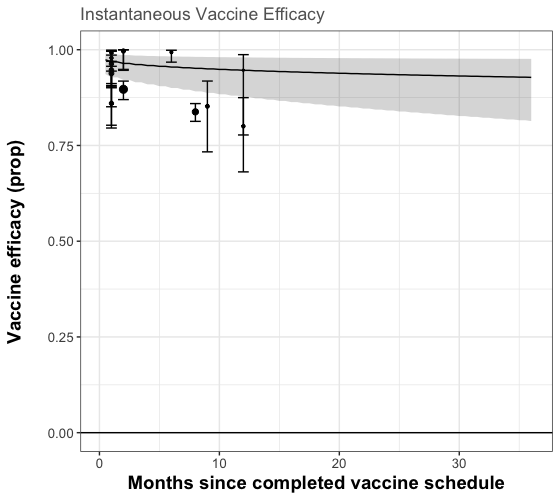 Instantaneous Vaccine Efficacy
1.00
0.75
0.50
0.25
0.00
Vaccine efficacy (prop)
0 10 20 30
Months since completed vaccine schedule